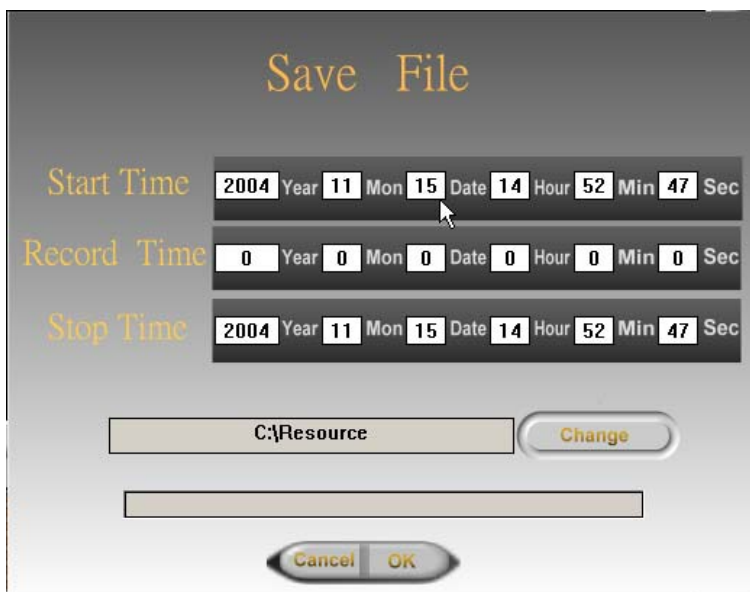 Save File
Start Time 2004 Year 11 Mon 15 Date 14 Hour 52 Min 47 Sec
Record Time 0 Year 0 Mon 0 Date 0 Hour 0 Min 0 Sec
Stop Time 2004 Year 11 Mon 15 Date 14 Hour 52 Min 47 Sec
C:\Resource Change
Cancel OK